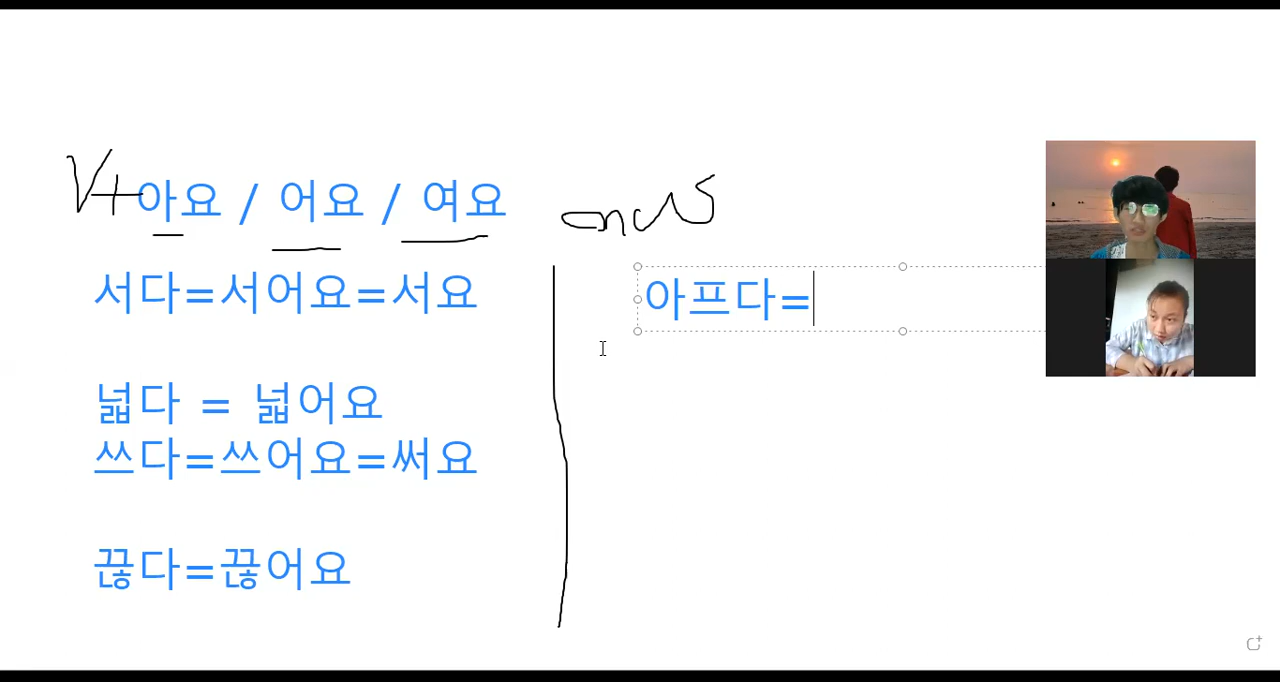 V+아요 / 어요 / 여요
서다=서어요=서요
넓다 = 넓어요
쓰다=쓰어요=써요
끊다=끊어요
아프다=